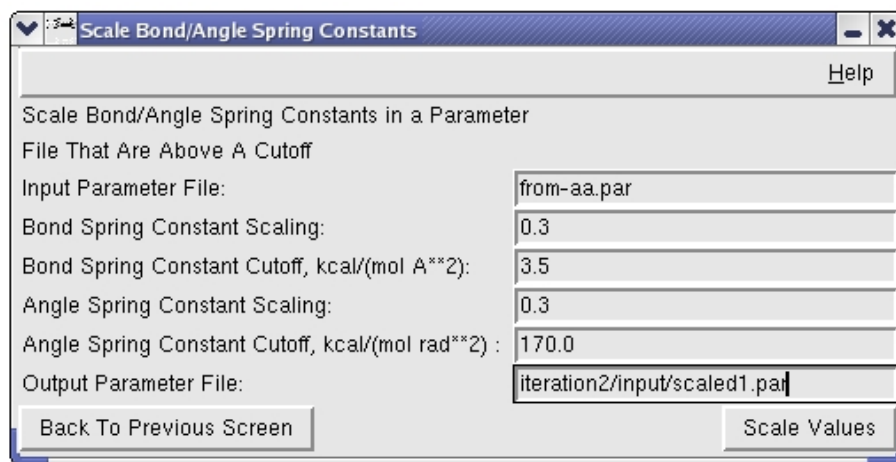 Scale Bond/Angle Spring Constants
Help
Scale Bond/Angle Spring Constants in a Parameter
File That Are Above A Cutoff
Input Parameter File: from-aa.par
Bond Spring Constant Scaling: 0.3
Bond Spring Constant Cutoff, kcal/(mol A**2): 3.5
Angle Spring Constant Scaling: 0.3
Angle Spring Constant Cutoff, kcal/(mol rad**2) : 170.0
Output Parameter File: iteration2/input/scaled1.par
Back To Previous Screen Scale Values